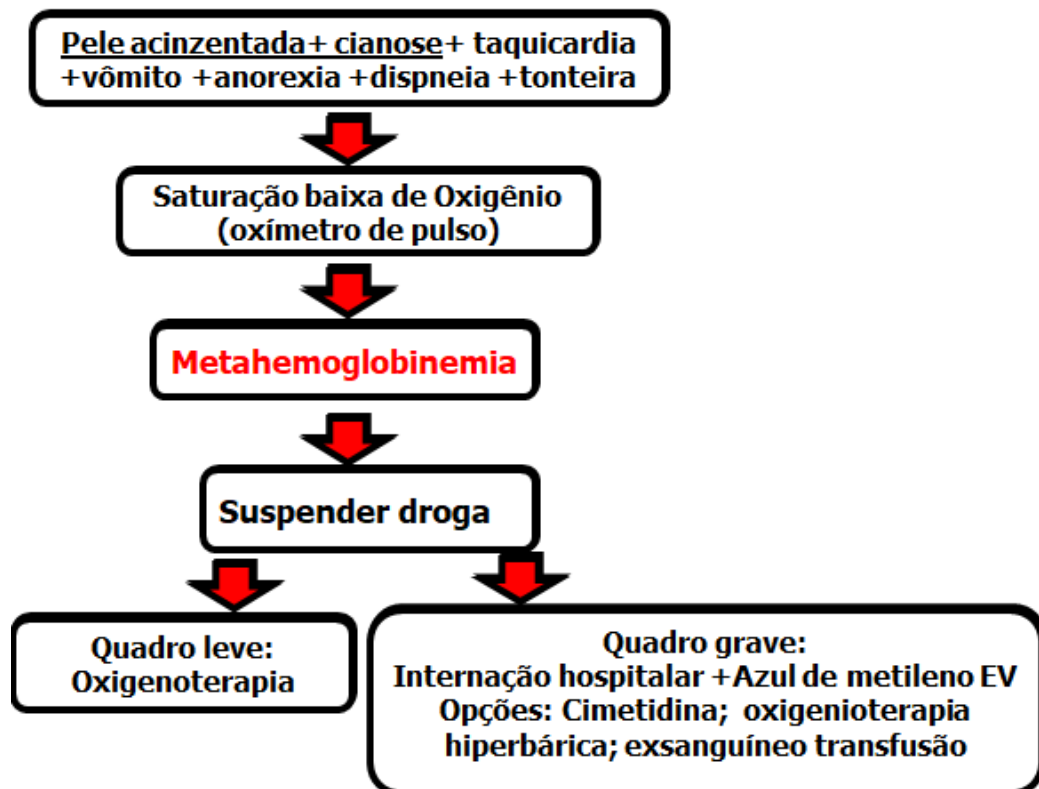 Pele acinzentada+ cianose+ taquicardia
+vômito +anorexia +dispneia +tonteira
Saturação baixa de Oxigênio
(oxímetro de pulso)
Metahemoglobinemia
Suspender droga
Quadro leve:
Oxigenoterapia
Quadro grave:
Internação hospitalar +Azul de metileno EV
Opções: Cimetidina; oxigenioterapia
hiperbárica; exsanguíneo transfusão